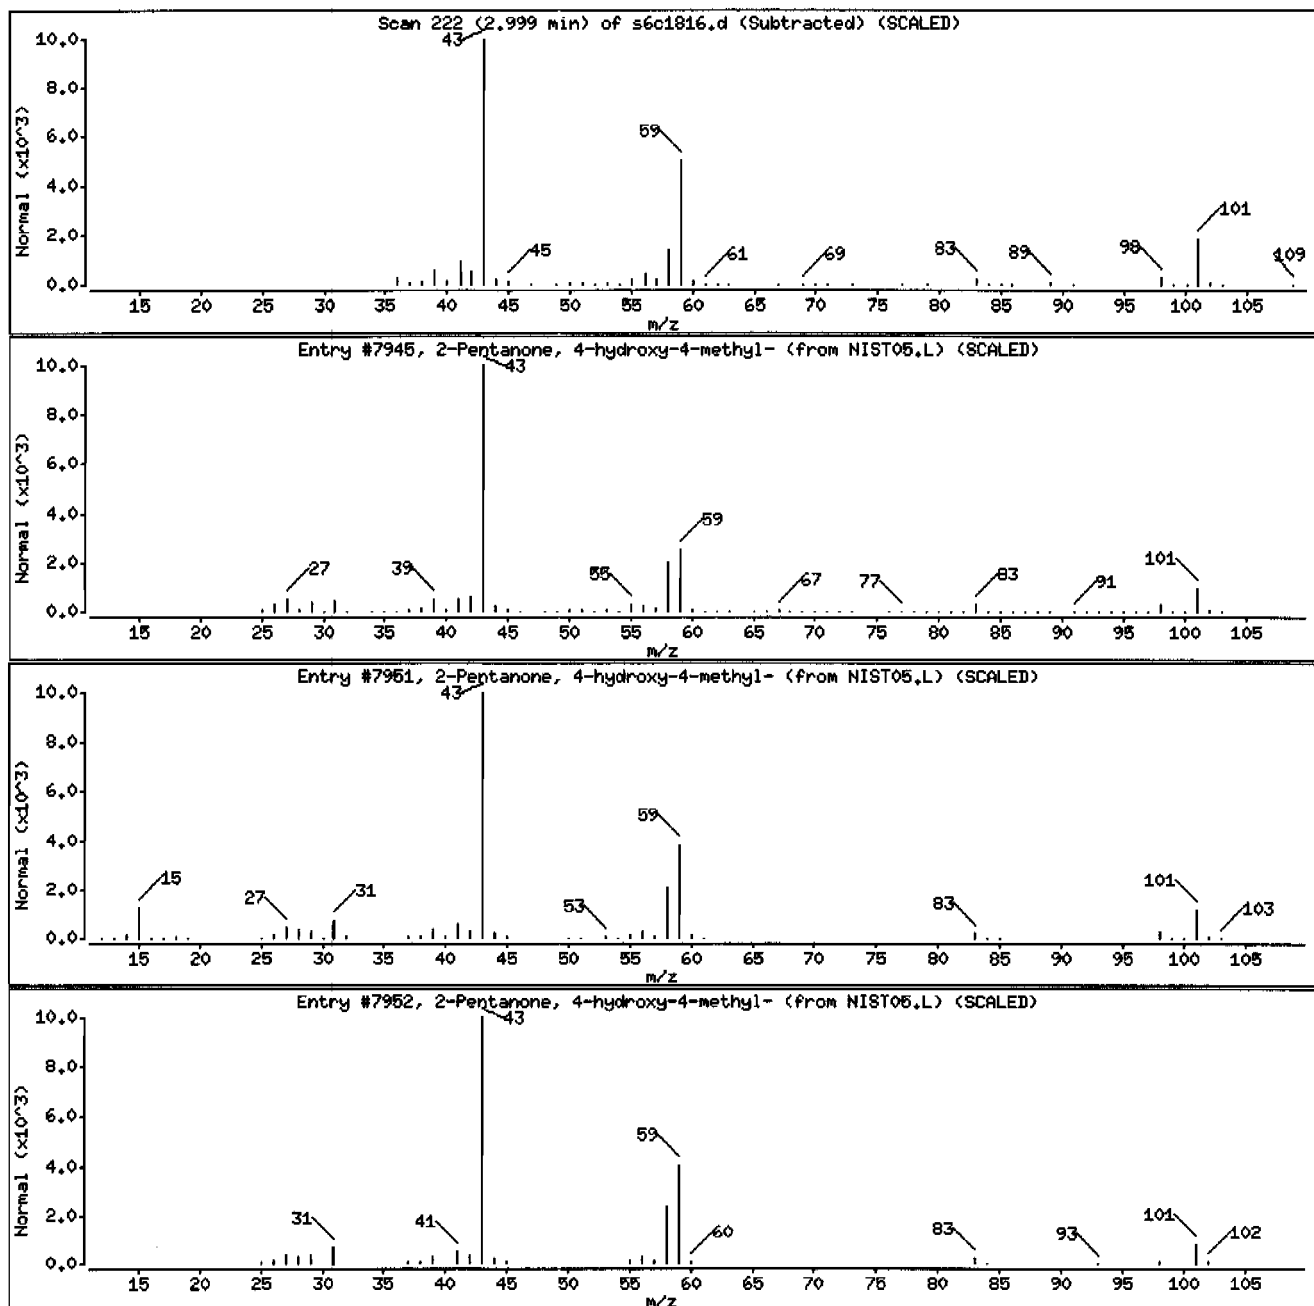 Scan 222 (2.999 min) of s6c1816.d (Subtracted) (SCALED)
10.0
8.0
6.0
4.0
2.0
0.0
Normal (x10^3)
43 45 59 61 69 83 89 98 101 109
15 20 25 30 35 40 45 50 55 60 65 70 75 80 85 90 95 100 105
m/z
Entry #7945, 2-Pentanone, 4-hydroxy-4-methyl- (from NIST05.L) (SCALED)
10.0
8.0
6.0
4.0
2.0
0.0
Normal (x10^3)
27 39 43 55 59 67 77 83 91 101
15 20 25 30 35 40 45 50 55 60 65 70 75 80 85 90 95 100 105
m/z
Entry #7951, 2-Pentanone, 4-hydroxy-4-methyl- (from NIST05.L) (SCALED)
10.0
8.0
6.0
4.0
2.0
0.0
Normal (x10^3)
15 27 31 43 53 59 83 101 103
15 20 25 30 35 40 45 50 55 60 65 70 75 80 85 90 95 100 105
m/z
Entry #7952, 2-Pentanone, 4-hydroxy-4-methyl- (from NIST05.L) (SCALED)
10.0
8.0
6.0
4.0
2.0
0.0
Normal (x10^3)
31 41 43 59 60 83 93 101 102
15 20 25 30 35 40 45 50 55 60 65 70 75 80 85 90 95 100 105
m/z